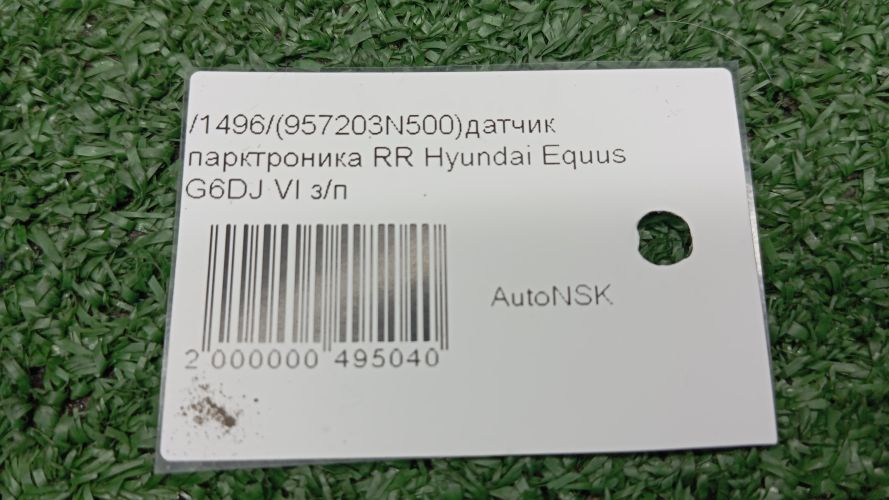 /1496/(957203N500)датчик
парктроника RR Hyundai Equus
G6DJ VI з/п
AutoNSK
2 000000 495040